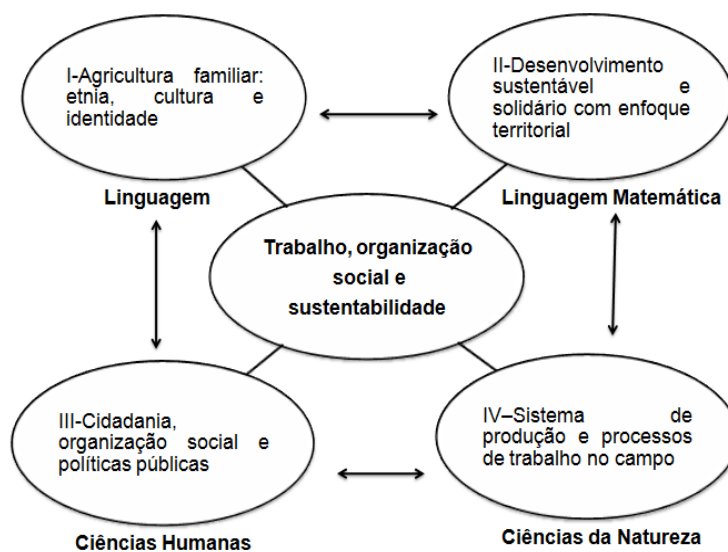 I-Agricultura familiar:
etnia, cultura e
identidade
Linguagem
II-Desenvolvimento
sustentável e
solidário com enfoque
territorial
Linguagem Matemática
Trabalho, organização
social e
sustentabilidade
III-Cidadania,
organização social e
políticas públicas
Ciências Humanas
IV–Sistema de
produção e processos
de trabalho no campo
Ciências da Natureza